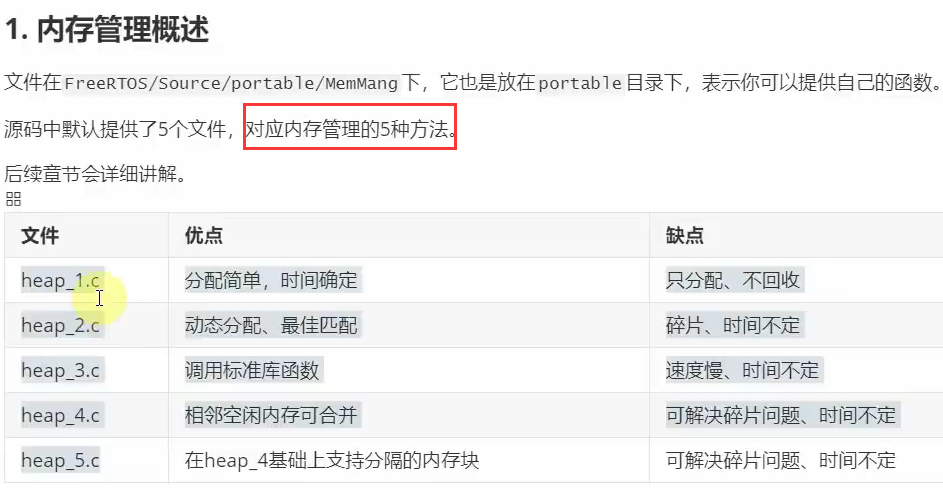 1. 内存管理概述
文件在FreeRTOS/Source/portable/MemMang下，它也是放在portable目录下，表示你可以提供自己的函数。
源码中默认提供了5个文件，对应内存管理的5种方法。
后续章节会详细讲解。
文件 优点 缺点
heap_1.c 分配简单，时间确定 只分配、不回收
heap_2.c 动态分配、最佳匹配 碎片、时间不定
heap_3.c 调用标准库函数 速度慢、时间不定
heap_4.c 相邻空闲内存可合并 可解决碎片问题、时间不定
heap_5.c 在heap_4基础上支持分隔的内存块 可解决碎片问题、时间不定